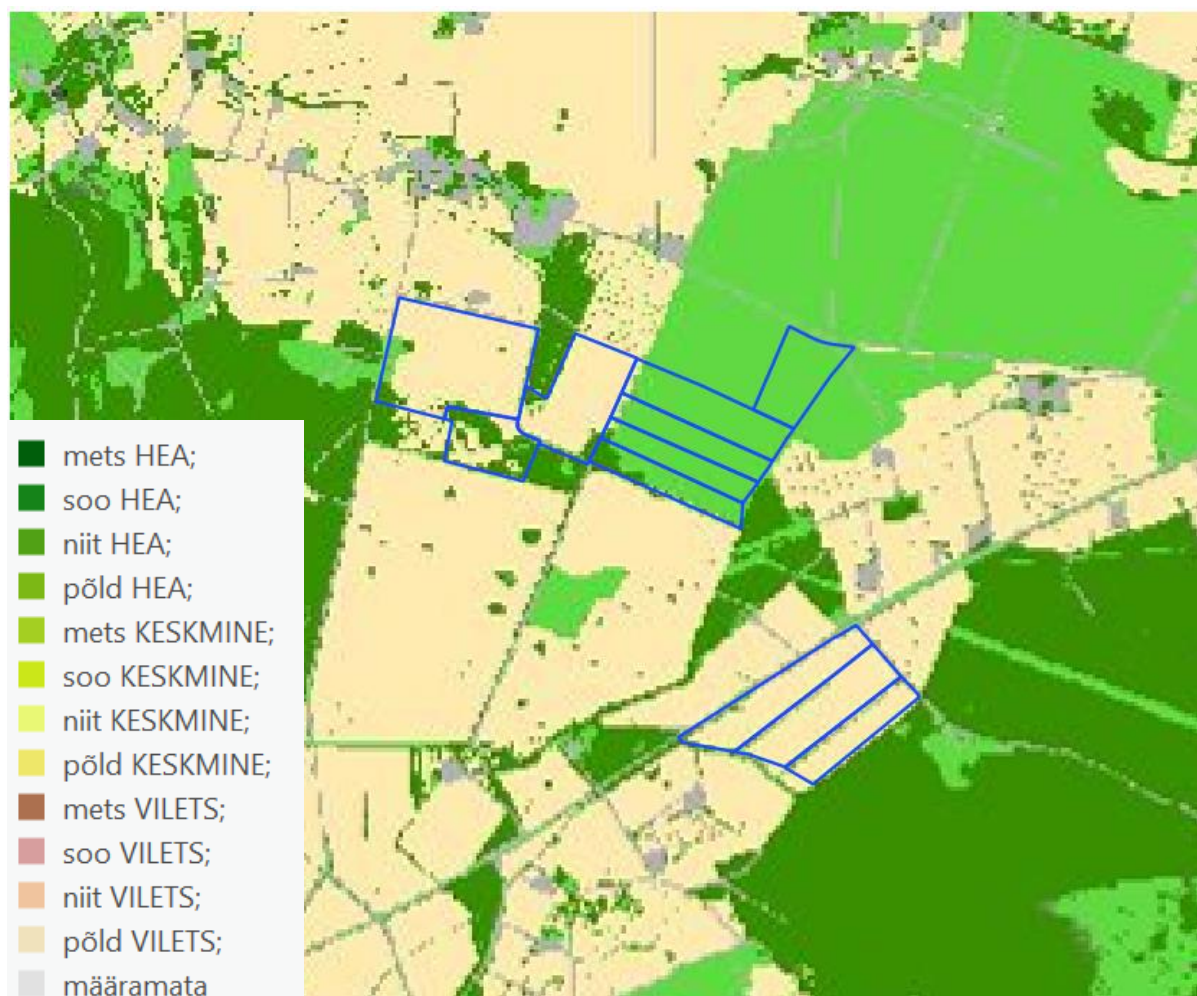 mets HEA;
soo HEA;
niit HEA;
põld HEA;
mets KESKMINE;
soo KESKMINE;
niit KESKMINE;
põld KESKMINE;
mets VILETS;
soo VILETS;
niit VILETS;
põld VILETS;
määramata